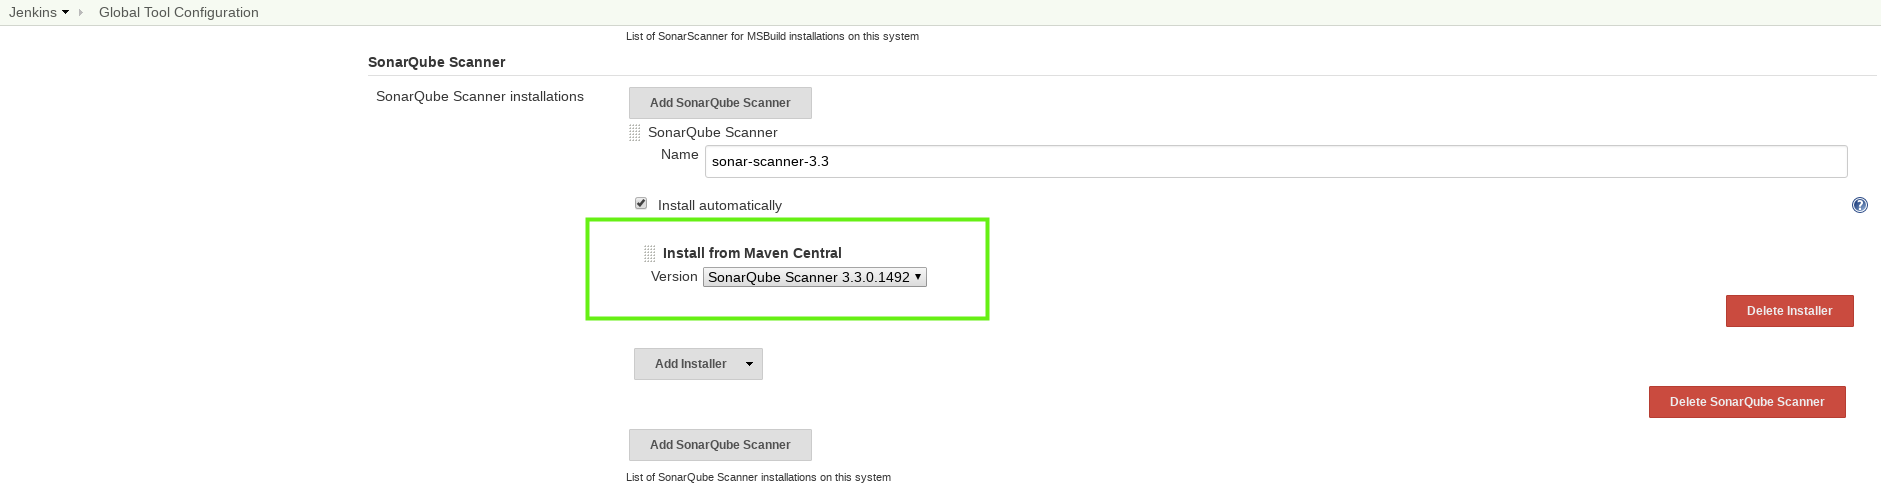 Jenkins Global Tool Configuration
List of SonarScanner for MSBuild installations on this system
SonarQube Scanner
SonarQube Scanner installations
Add SonarQube Scanner
SonarQube Scanner
Name sonar-scanner-3.3
Install automatically
Install from Maven Central
Version SonarQube Scanner 3.3.0.1492
Delete Installer
Add Installer
Delete SonarQube Scanner
Add SonarQube Scanner
List of SonarQube Scanner installations on this system